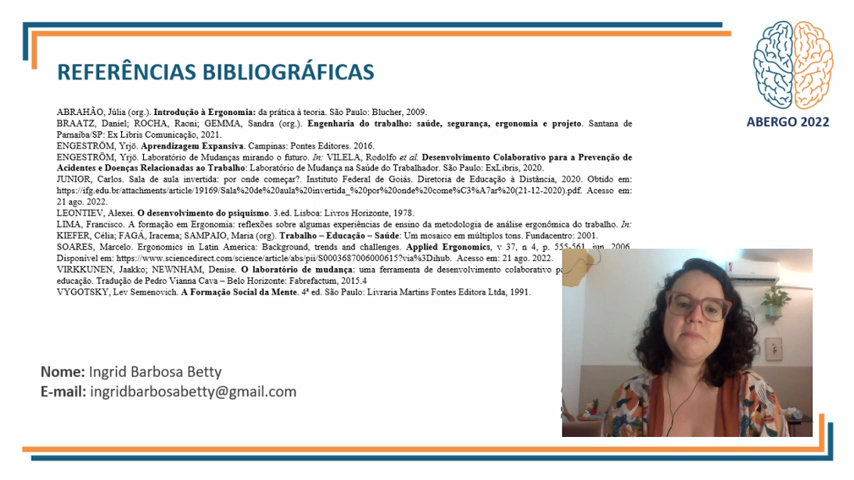 REFERÊNCIAS BIBLIOGRÁFICAS
ABERGO 2022
ABRAHÃO, Júlia (org.). Introdução à Ergonomia: da prática à teoria. São Paulo: Blucher, 2009.
BRAATZ, Daniel; ROCHA, Raoni; GEMMA, Sandra (org.). Engenharia do trabalho: saúde, segurança, ergonomia e projeto. Santana de
Parnaíba/SP: Ex Libris Comunicação, 2021.
ENGESTRÖM, Yrjö. Aprendizagem Expansiva. Campinas: Pontes Editores. 2016.
ENGESTRÖM, Yrjö. Laboratório de Mudanças mirando o futuro. In: VILELA, Rodolfo et al. Desenvolvimento Colaborativo para a Prevenção de
Acidentes e Doenças Relacionadas ao Trabalho: Laboratório de Mudança na Saúde do Trabalhador. São Paulo: ExLibris, 2020.
JUNIOR, Carlos. Sala de aula invertida: por onde começar?. Instituto Federal de Goiás. Diretoria de Educação à Distância, 2020. Obtido em:
https://ifg.edu.br/attachments/article/19169/Sala%20de%20aula%20invertida_%20por%20onde%20come%C3%A7ar%20(21-12-2020).pdf. Acesso em:
21 ago. 2022.
LEONTIEV, Alexei. O desenvolvimento do psiquismo. 3.ed. Lisboa: Livros Horizonte, 1978.
LIMA, Francisco. A formação em Ergonomia: reflexões sobre algumas experiências de ensino da metodologia de análise ergonômica do trabalho. In:
KIEFER, Célia; FAGÁ, Iracema; SAMPAIO, Maria (org). Trabalho – Educação – Saúde: Um mosaico em múltiplos tons. Fundacentro: 2001.
SOARES, Marcelo. Ergonomics in Latin America: Background, trends and challenges. Applied Ergonomics, v 37, n 4, p. 555-561, jun. 2006.
Disponível em: https://www.sciencedirect.com/science/article/abs/pii/S0003687006000615?via%3Dihub. Acesso em: 21 ago. 2022.
VIRKKUNEN, Jaakko; NEWNHAM, Denise. O laboratório de mudança: uma ferramenta de desenvolvimento colaborativo
educação. Tradução de Pedro Vianna Cava – Belo Horizonte: Fabrefactum, 2015.4
VYGOTSKY, Lev Semenovich. A Formação Social da Mente. 4ª ed. São Paulo: Livraria Martins Fontes Editora Ltda, 1991.
Nome: Ingrid Barbosa Betty
E-mail: ingridbarbosabetty@gmail.com